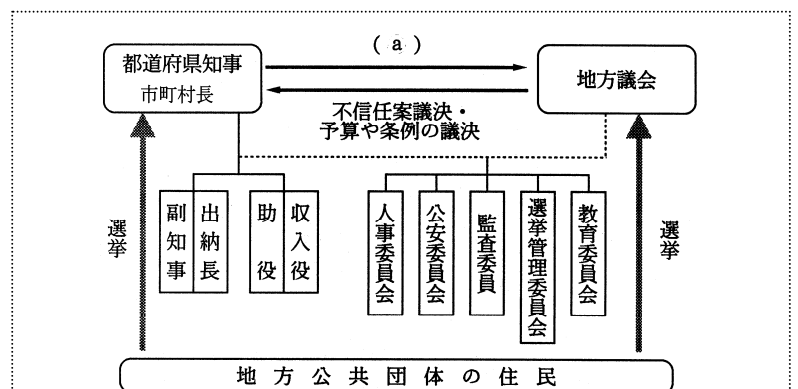 (a)
都道府県知事
市町村長
地方議会
不信任案議決・
予算や条例の議決
選挙
副知事
出納長
助役
収入役
人事委員会
公安委員会
監査委員
選挙管理委員会
教育委員会
選挙
地方公共団体の住民